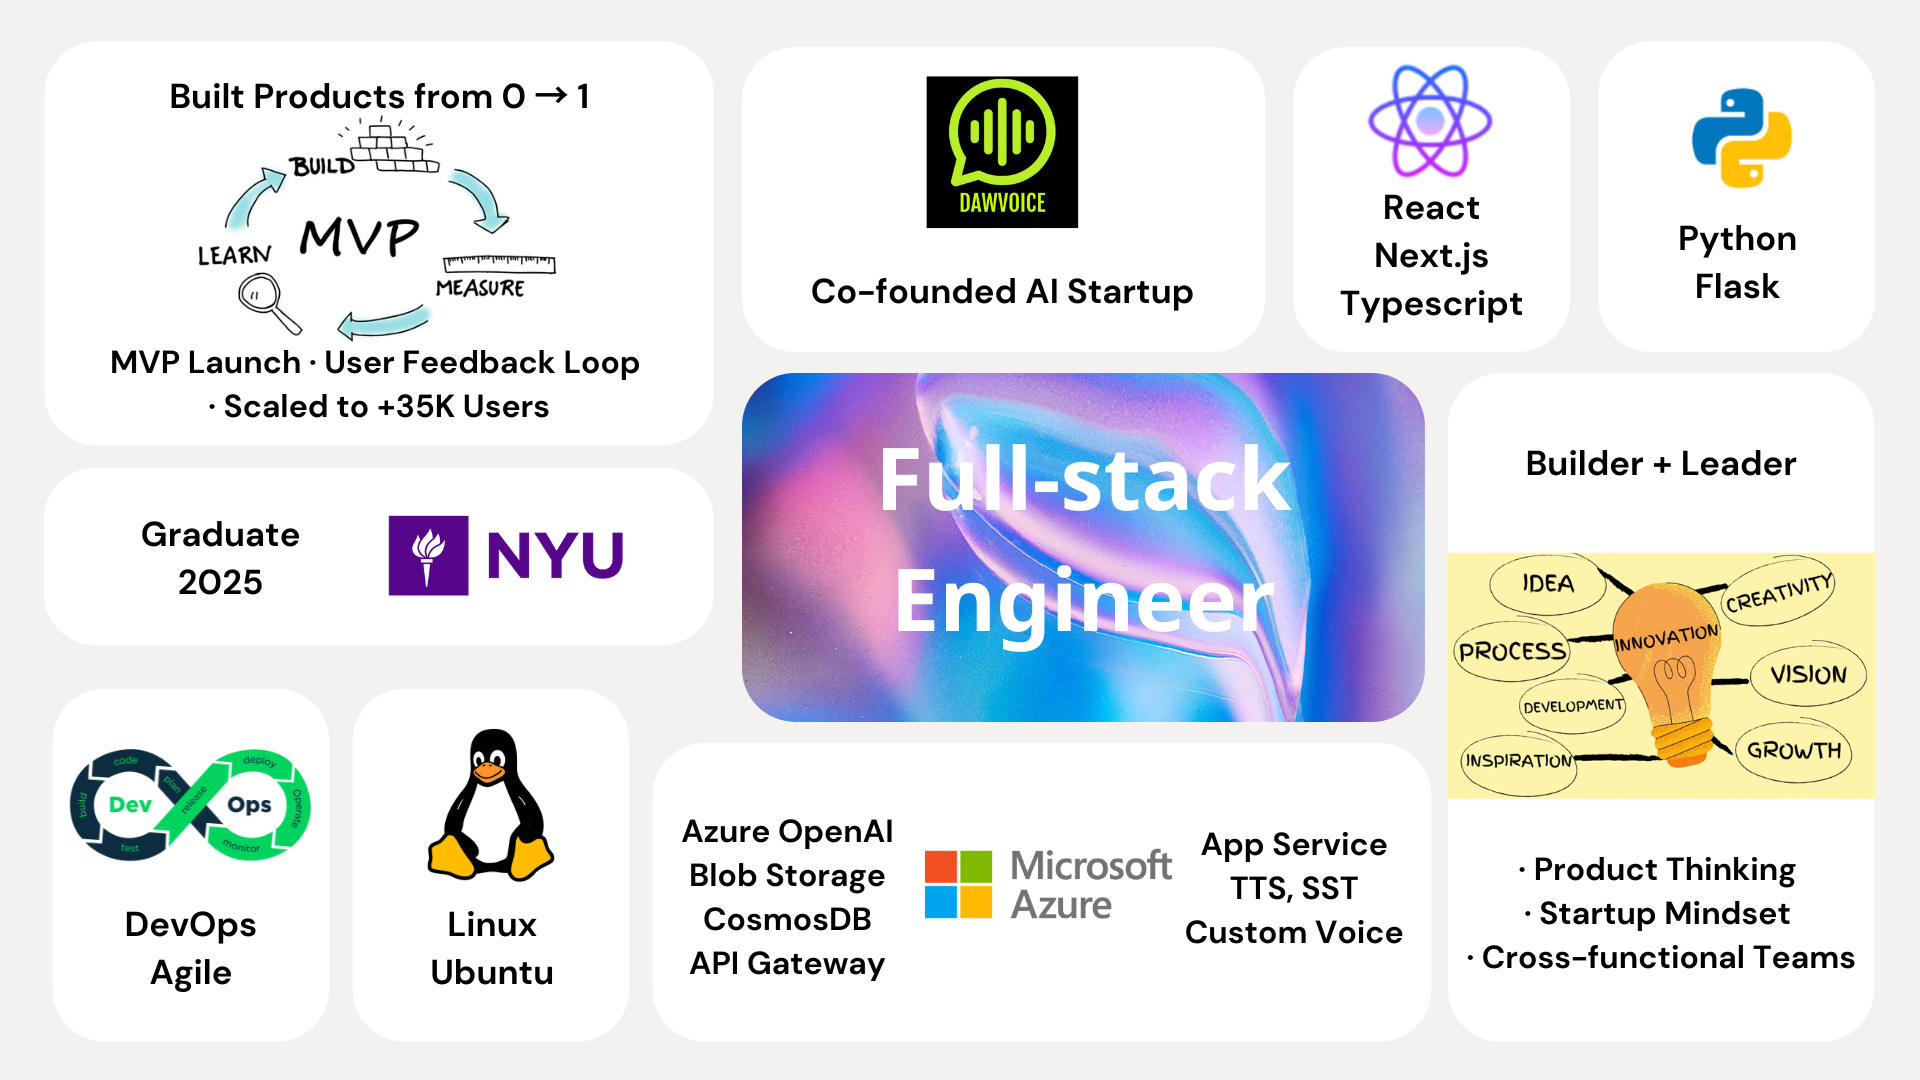 Built Products from 0 → 1
BUILD
MVP
LEARN
MEASURE
MVP Launch · User Feedback Loop
· Scaled to +35K Users
DAWVOICE
Co-founded AI Startup
React
Next.js
Typescript
Python
Flask
Graduate
2025
NYU
Full-stack
Engineer
Builder + Leader
IDEA
CREATIVITY
INNOVATION
PROCESS
VISION
DEVELOPMENT
GROWTH
INSPIRATION
· Product Thinking
· Startup Mindset
· Cross-functional Teams
code
plan
build
test
release
deploy
Operate
monitor
Dev
Ops
DevOps
Agile
Linux
Ubuntu
Azure OpenAI
Blob Storage
CosmosDB
API Gateway
Microsoft
Azure
App Service
TTS, SST
Custom Voice